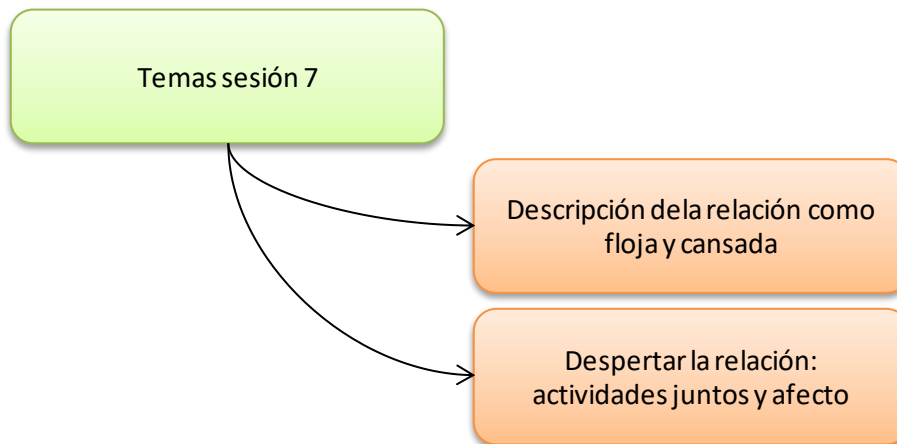 Temas sesión 7
Descripción dela relación como
floja y cansada
Despertar la relación:
actividades juntos y afecto